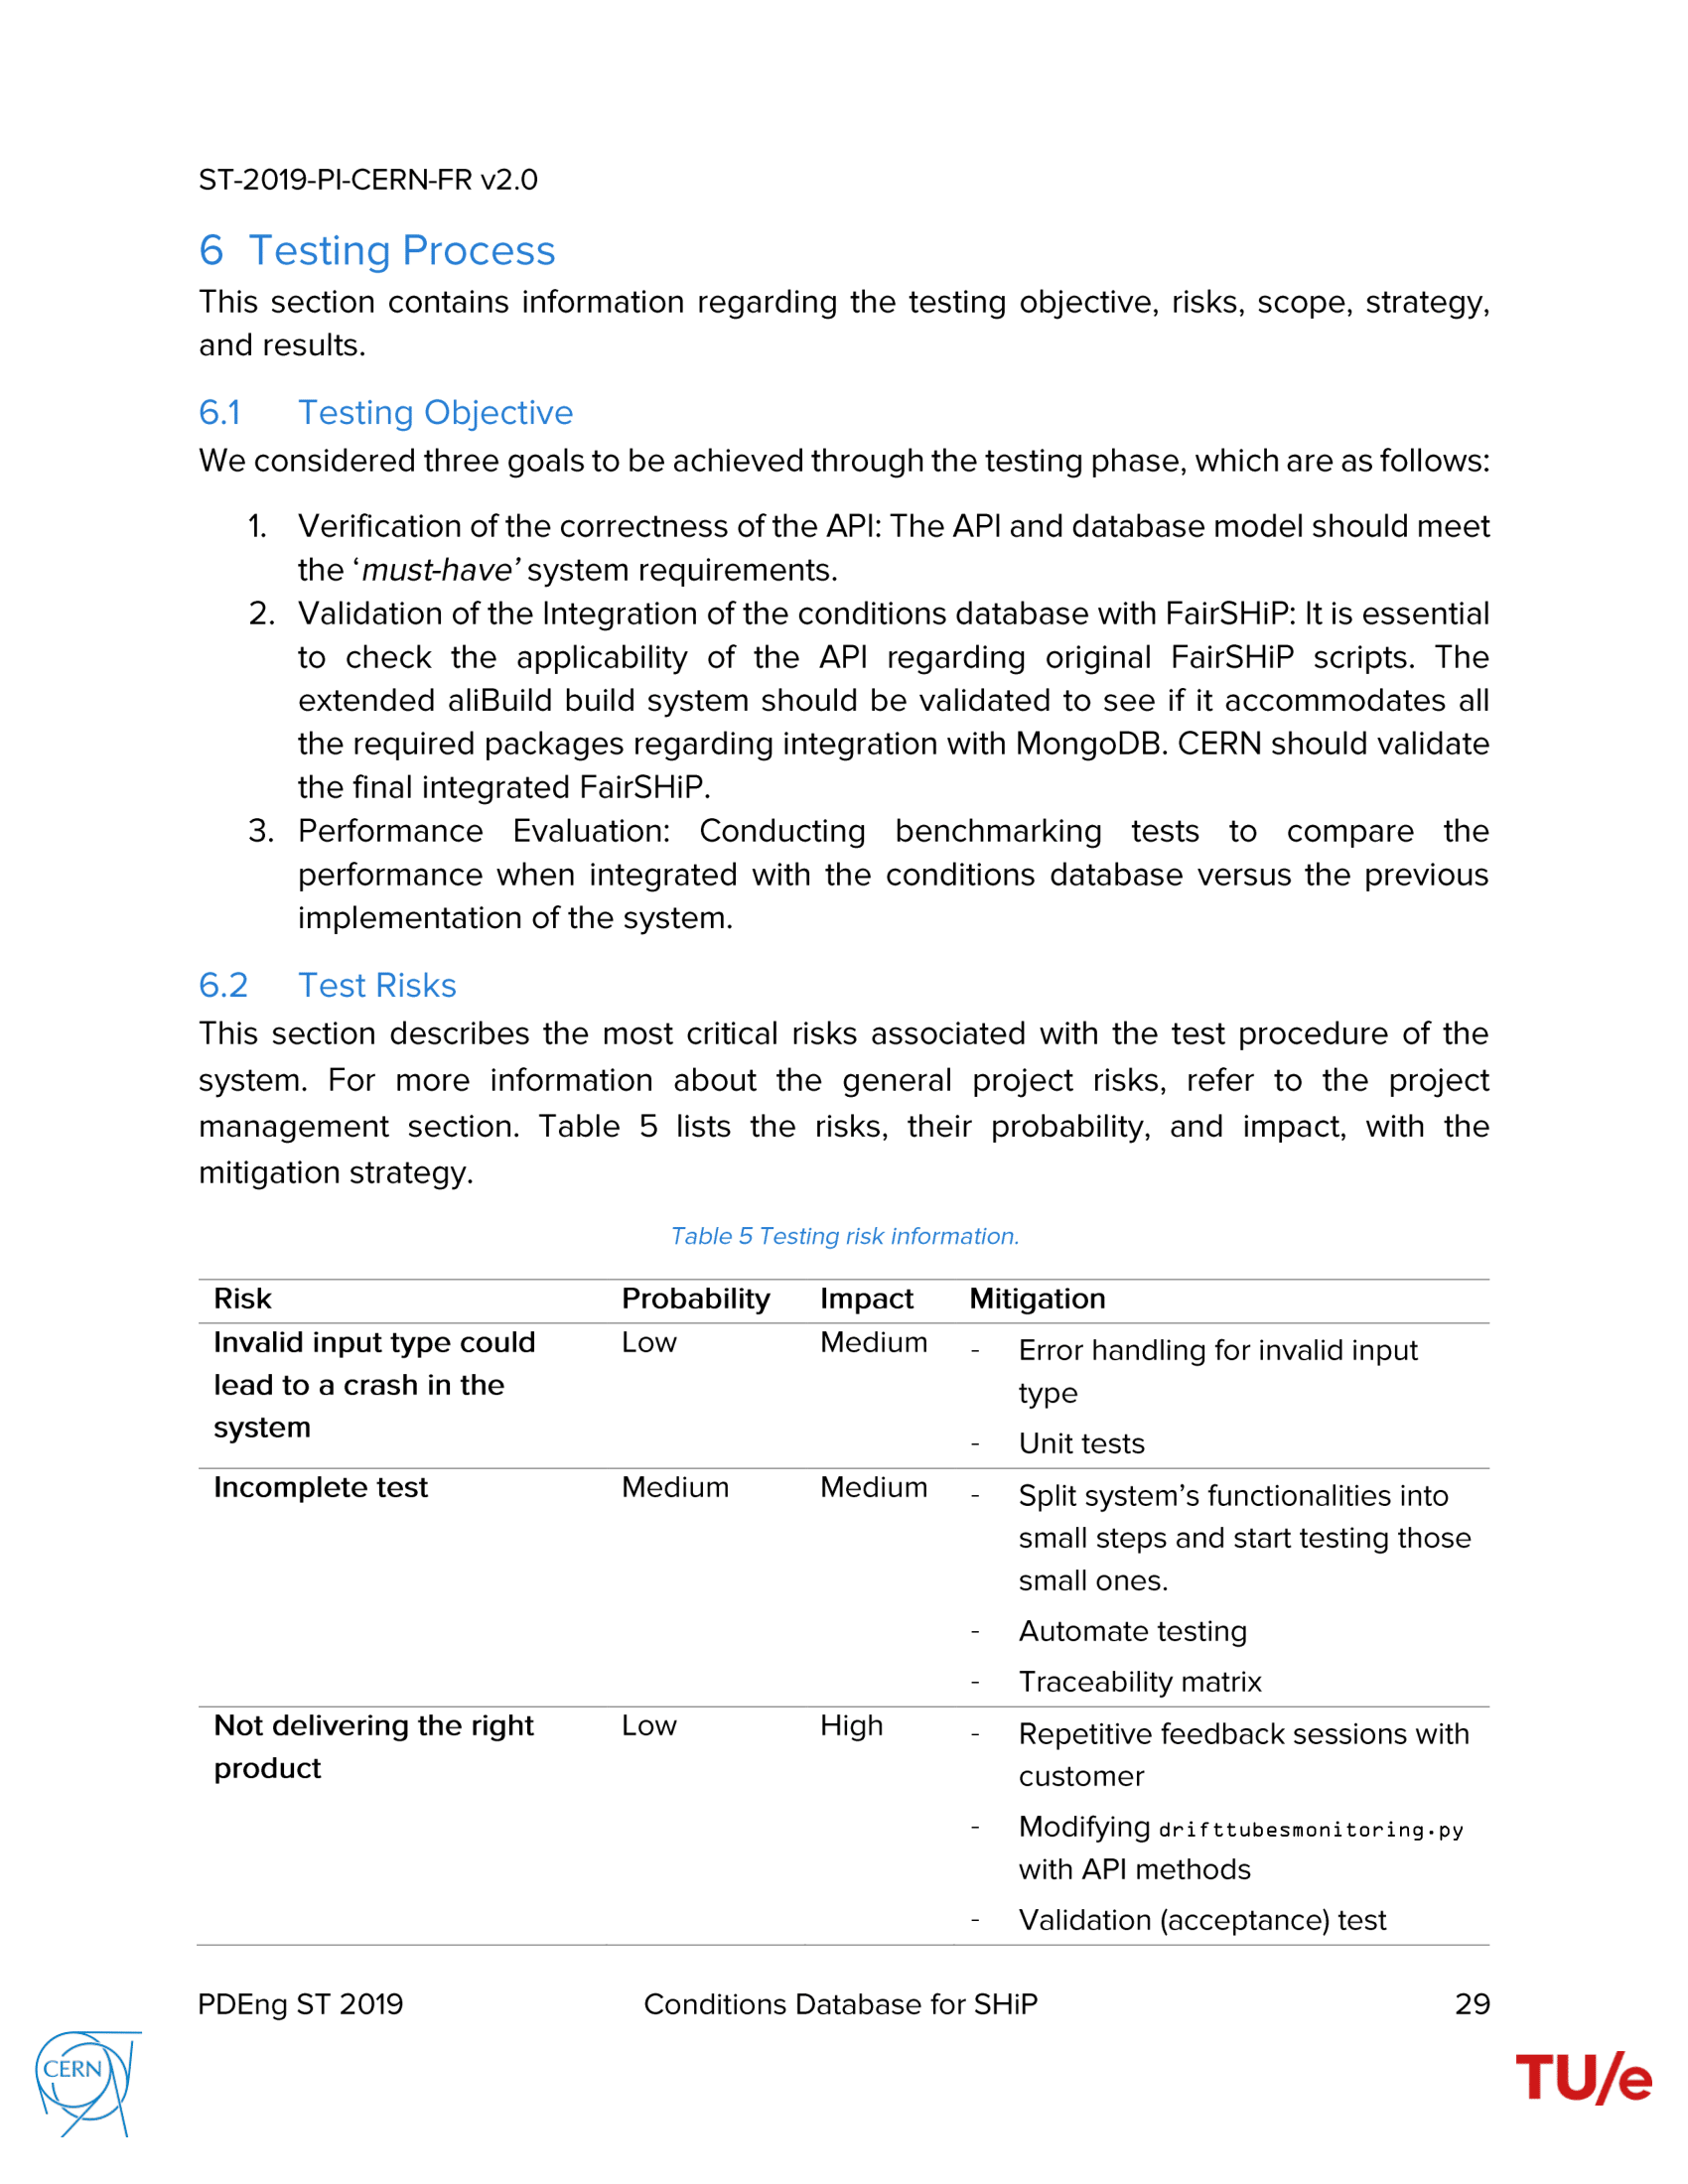 ST-2019-PI-CERN-FR v2.0
6 Testing Process
This section contains information regarding the testing objective, risks, scope, strategy,
and results.
6.1 Testing Objective
We considered three goals to be achieved through the testing phase, which are as follows:
1. Verification of the correctness of the API: The API and database model should meet
the ‘must-have’ system requirements.
2. Validation of the Integration of the conditions database with FairSHiP: It is essential
to check the applicability of the API regarding original FairSHiP scripts. The
extended aliBuild build system should be validated to see if it accommodates all
the required packages regarding integration with MongoDB. CERN should validate
the final integrated FairSHiP.
3. Performance Evaluation: Conducting benchmarking tests to compare the
performance when integrated with the conditions database versus the previous
implementation of the system.
6.2 Test Risks
This section describes the most critical risks associated with the test procedure of the
system. For more information about the general project risks, refer to the project
management section. Table 5 lists the risks, their probability, and impact, with the
mitigation strategy.
Table 5 Testing risk information.
Risk Probability Impact Mitigation
Invalid input type could
lead to a crash in the
system
Low
Medium
- Error handling for invalid input
type
- Unit tests
Incomplete test
Medium
Medium
- Split system’s functionalities into
small steps and start testing those
small ones.
- Automate testing
- Traceability matrix
Not delivering the right
product
Low
High
- Repetitive feedback sessions with
customer
- Modifying drifttubesmonitoring.py
with API methods
- Validation (acceptance) test
PDEng ST 2019 Conditions Database for SHiP 29
CERN
TU/e